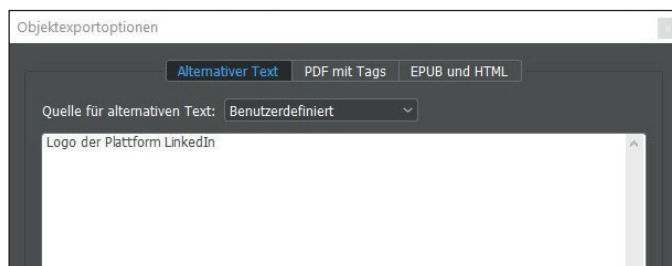 Objektexportoptionen
Alternativer Text PDF mit Tags EPUB und HTML
Quelle für alternativen Text: Benutzerdefiniert
Logo der Plattform LinkedIn